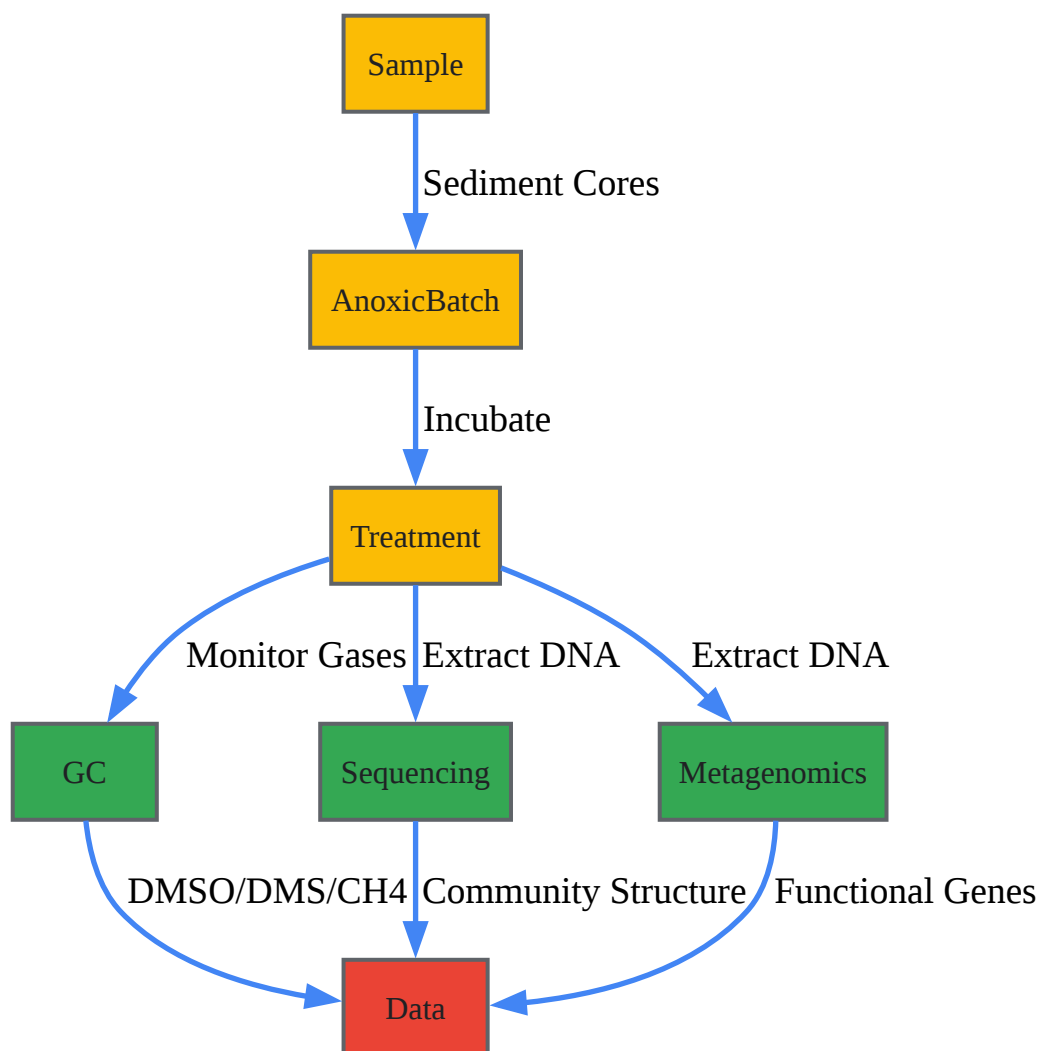 Sample
Sediment Cores
AnoxicBatch
Incubate
Treatment
Monitor Gases
Extract DNA
Extract DNA
GC
Sequencing
Metagenomics
DMSO/DMS/CH4
Community Structure
Functional Genes
Data